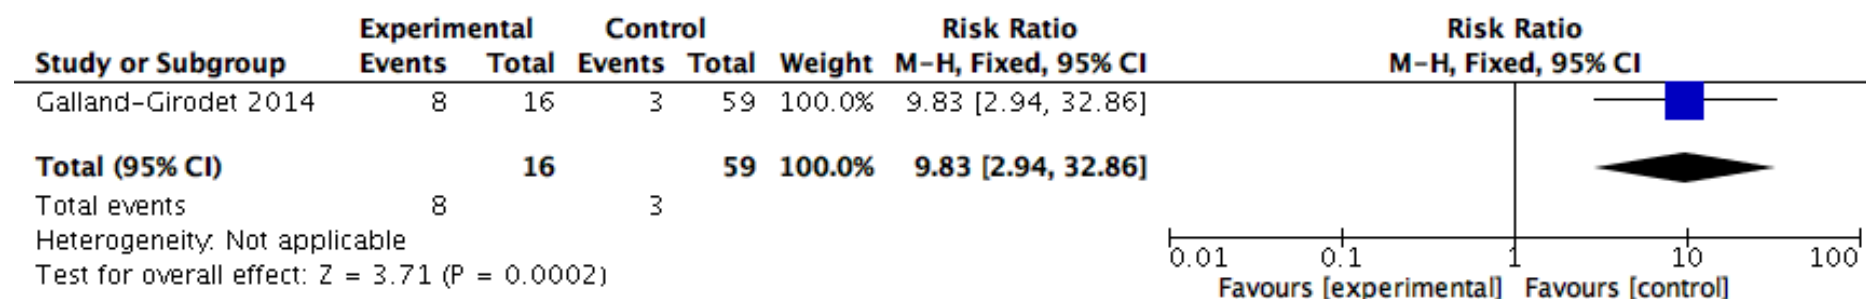 Experimental Control Risk Ratio Risk Ratio
Study or Subgroup Events Total Events Total Weight M-H, Fixed, 95% CI M-H, Fixed, 95% CI
Galland-Girodet 2014 8 16 3 59 100.0% 9.83 [2.94, 32.86]
Total (95% CI) 16 59 100.0% 9.83 [2.94, 32.86]
Total events 8 3
Heterogeneity: Not applicable
Test for overall effect: Z = 3.71 (P = 0.0002)
0.01 0.1 1 10 100
Favours [experimental] Favours [control]